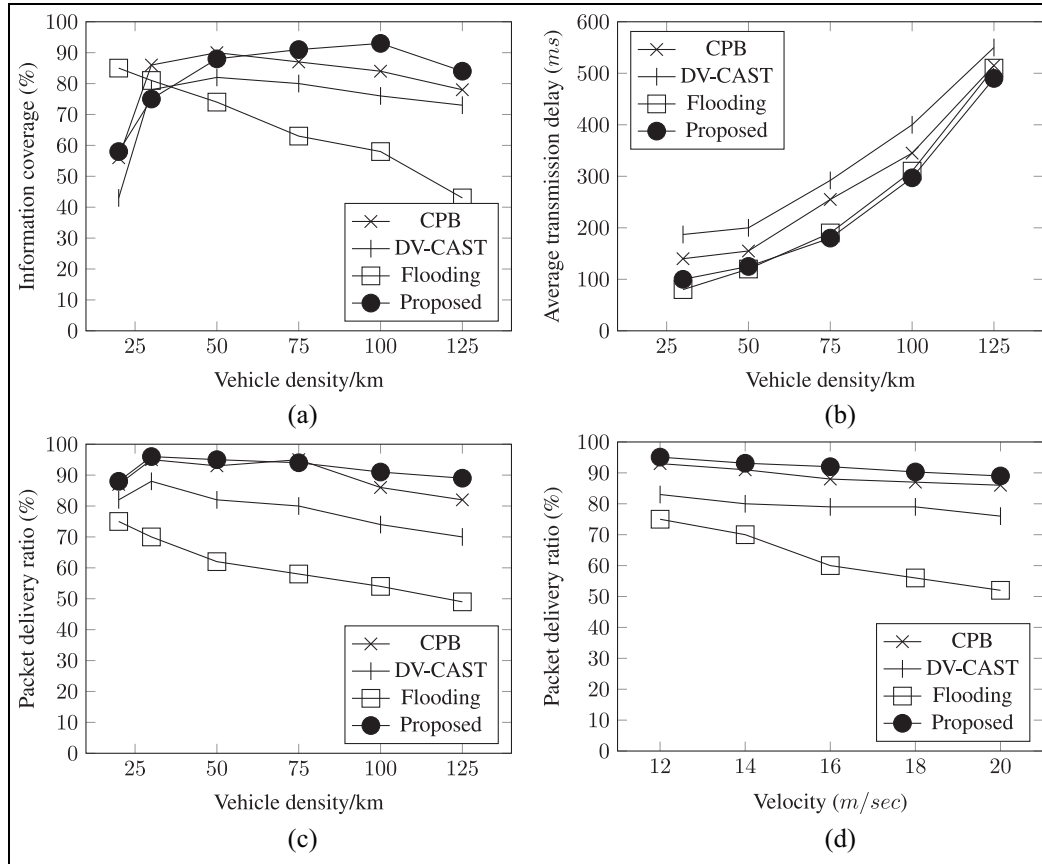 100
90
80
70
60
50
40
30
20
10
0
Information coverage (%)
25 50 75 100 125
Vehicle density/km
CPB
DV-CAST
Flooding
Proposed
(a)
600
500
400
300
200
100
0
Average transmission delay (ms)
25 50 75 100 125
Vehicle density/km
CPB
DV-CAST
Flooding
Proposed
(b)
100
90
80
70
60
50
40
30
20
10
0
Packet delivery ratio (%)
25 50 75 100 125
Vehicle density/km
CPB
DV-CAST
Flooding
Proposed
(c)
100
90
80
70
60
50
40
30
20
10
0
Packet delivery ratio (%)
12 14 16 18 20
Velocity (m/sec)
CPB
DV-CAST
Flooding
Proposed
(d)